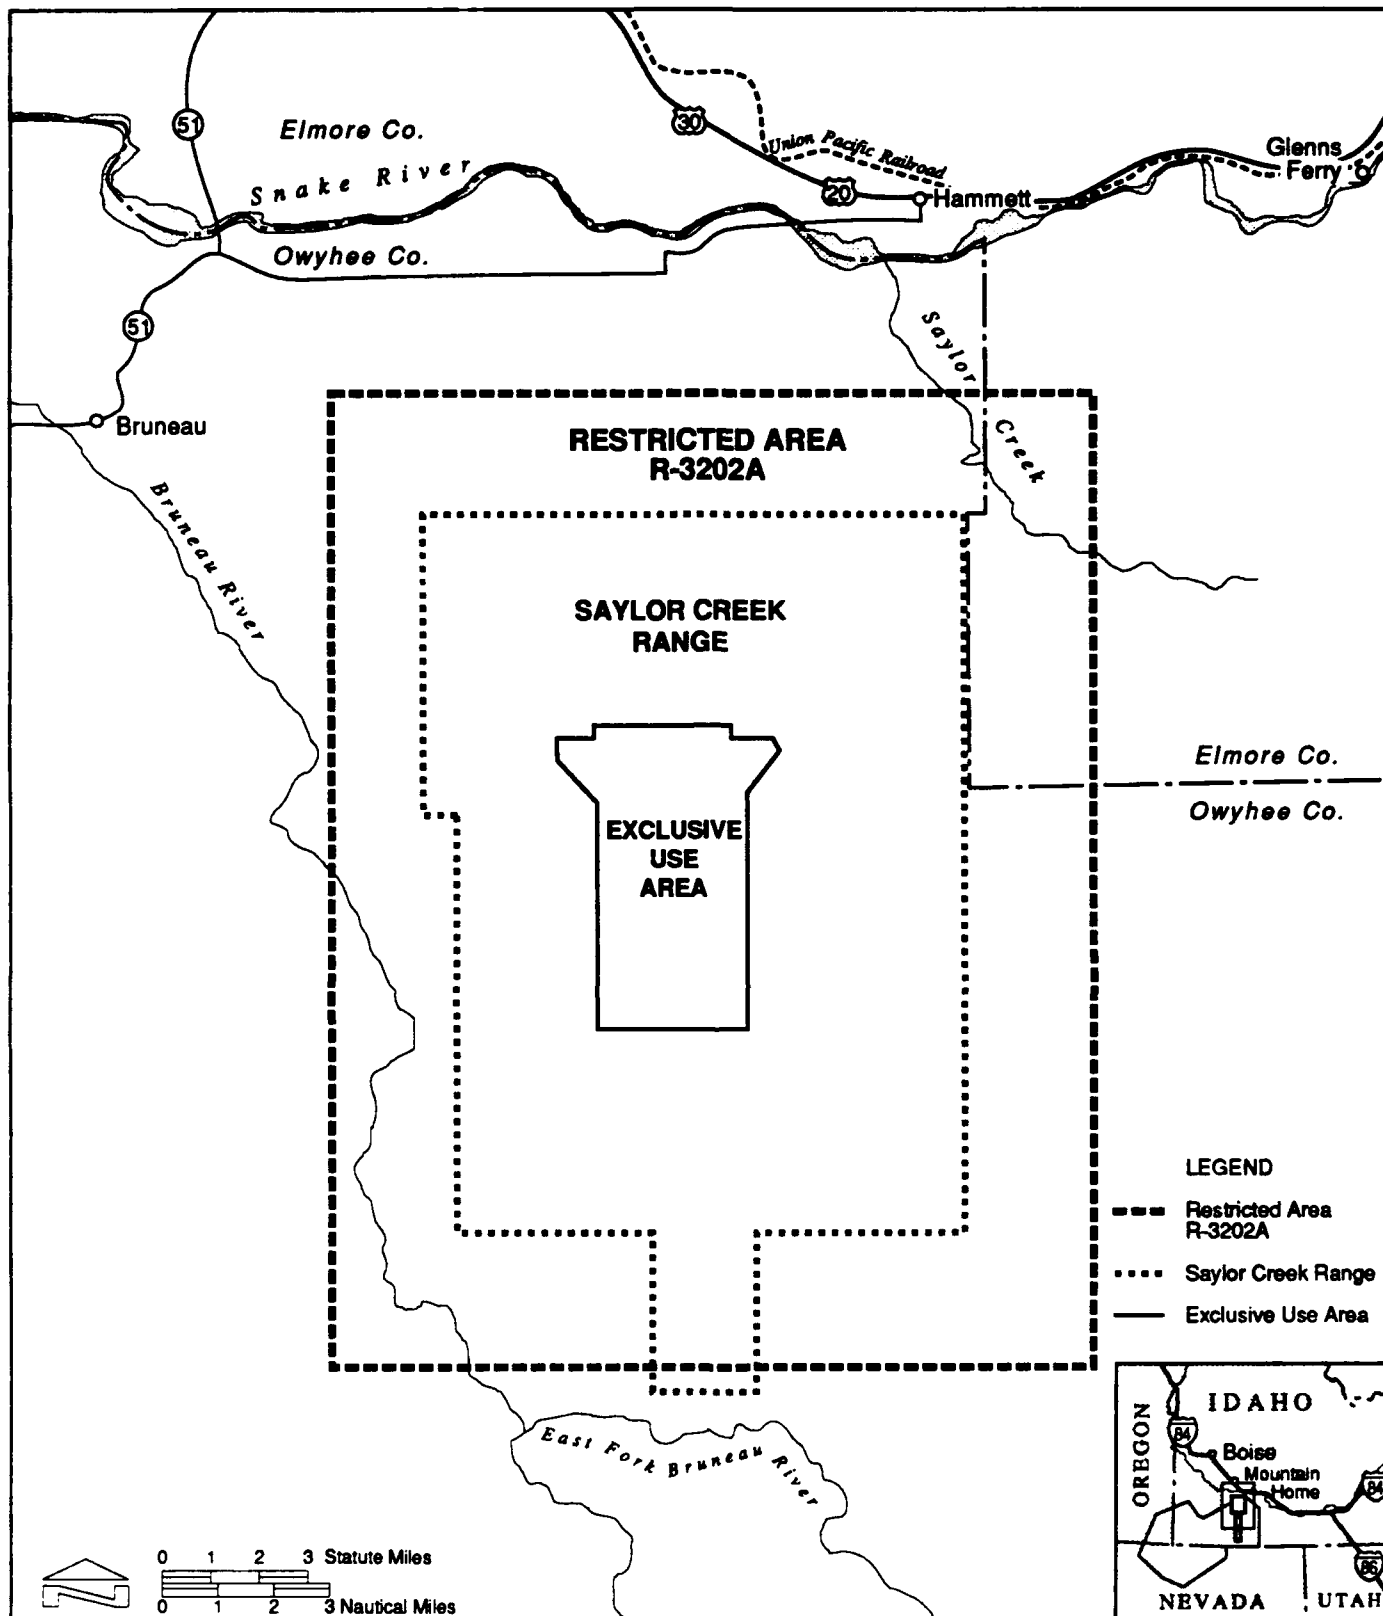 51
Elmore Co.
30
Union Pacific Railroad
Glenns
Ferry
Snake River
20
Hammett
Owyhee Co.
51
Saylor
Creek
Bruneau
RESTRICTED AREA
R-3202A
Bruneau River
SAYLOR CREEK
RANGE
Elmore Co.
Owyhee Co.
EXCLUSIVE
USE
AREA
LEGEND
Restricted Area
R-3202A
Saylor Creek Range
Exclusive Use Area
East Fork Bruneau River
OREGON
IDAHO
84
Boise
Mountain
Home
84
86
NEVADA
UTAH
0 1 2 3 Statute Miles
0 1 2 3 Nautical Miles
N